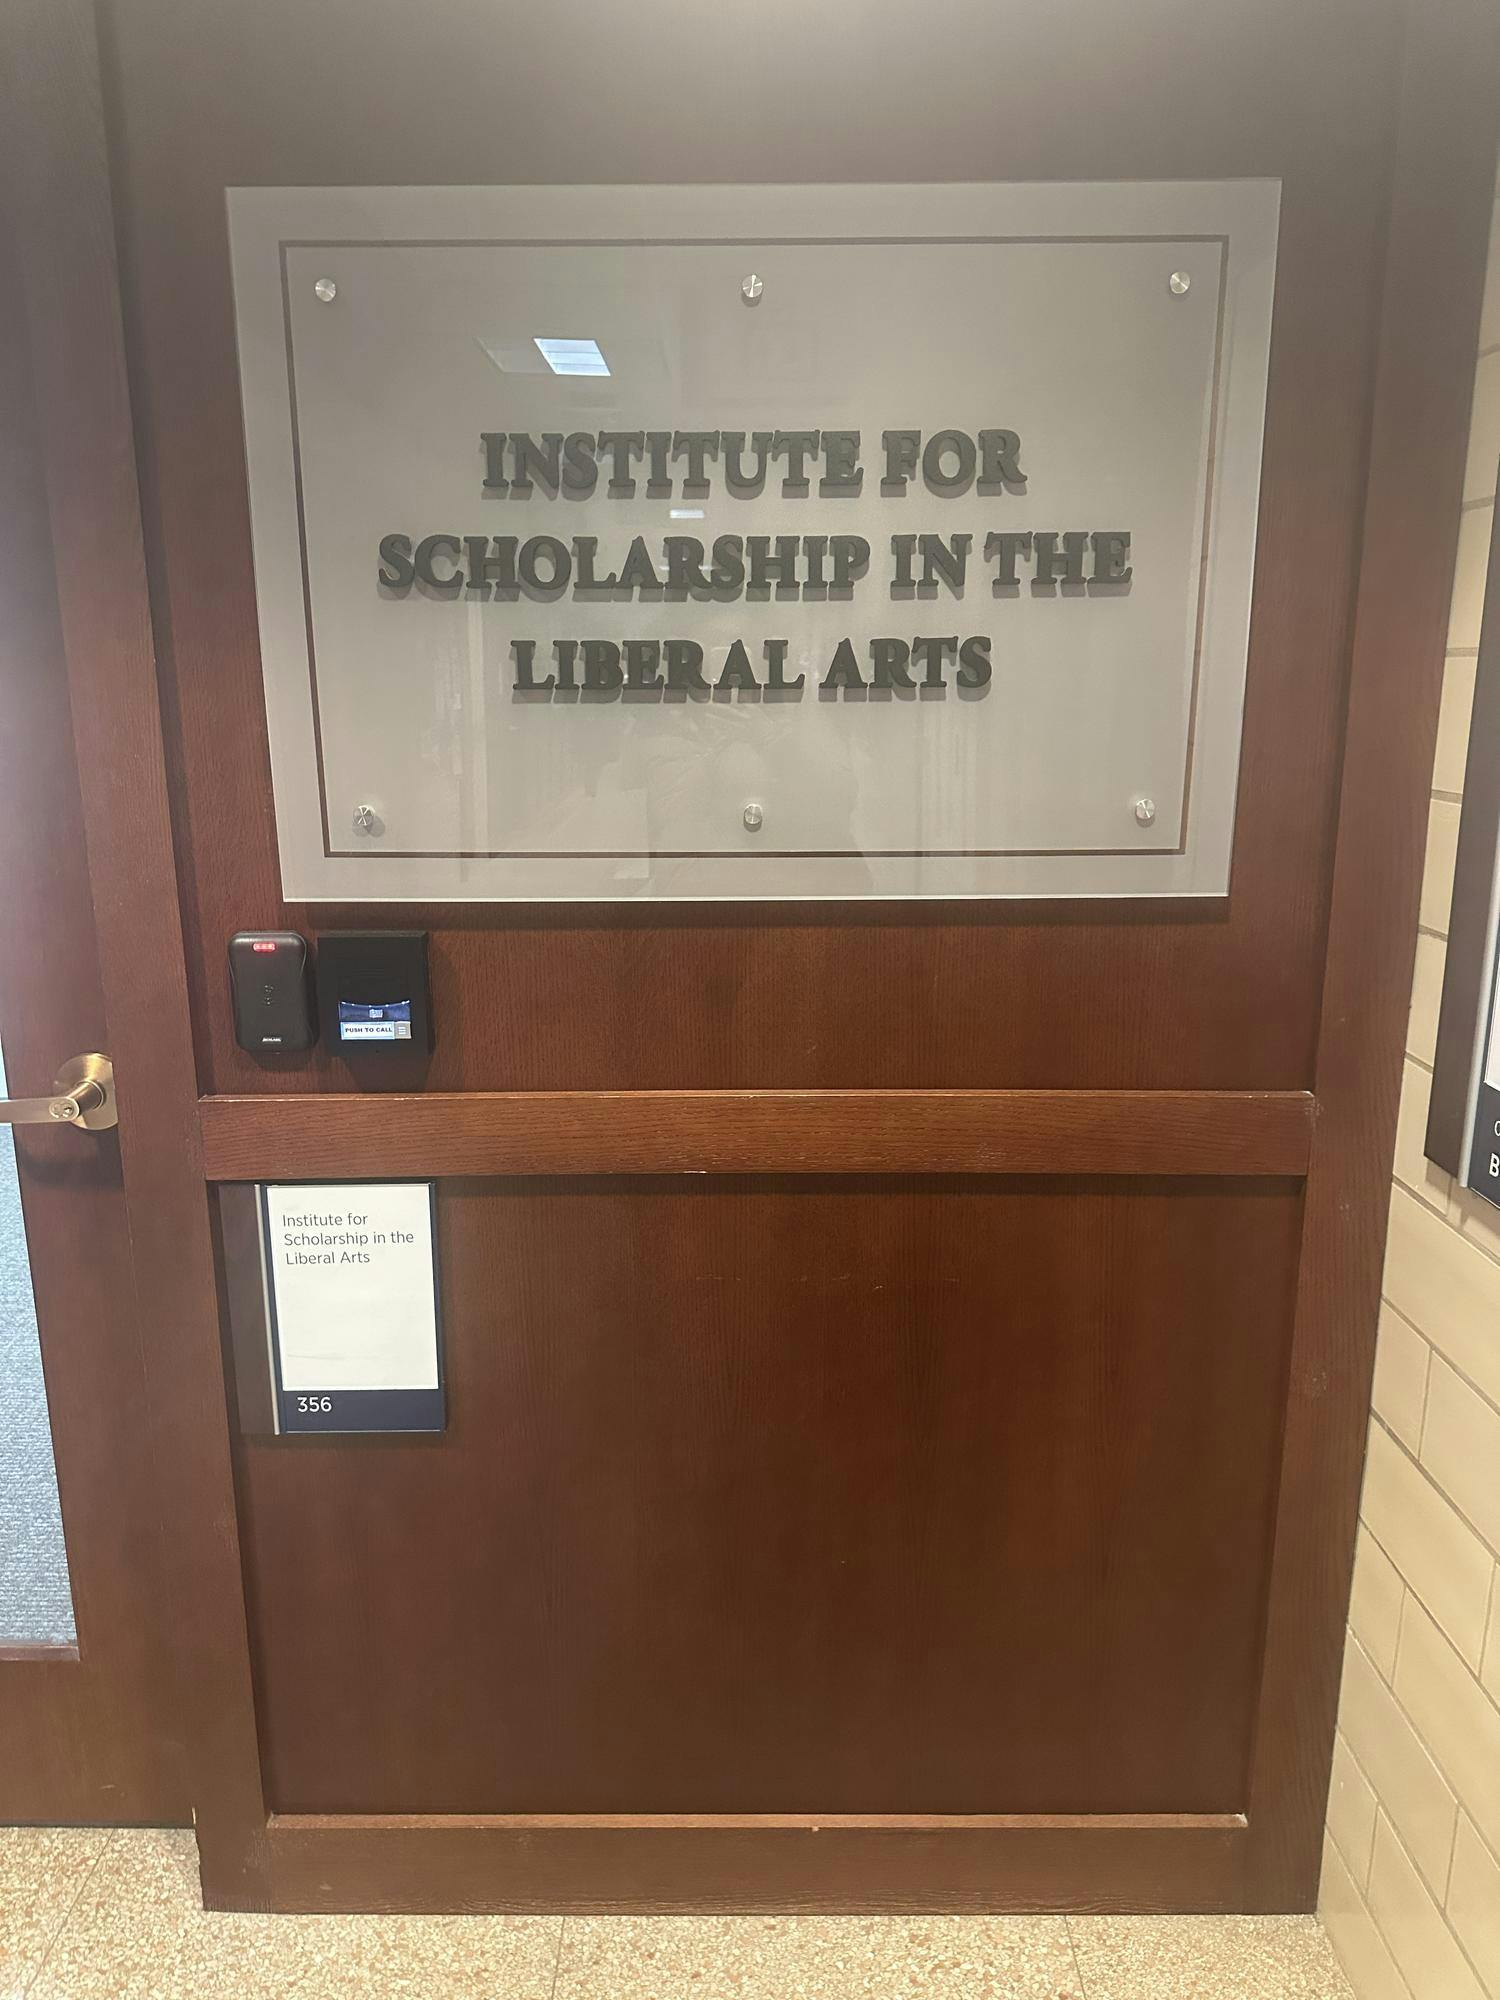 INSTITUTE FOR
SCHOLARSHIP IN THE
LIBERAL ARTS
PUSH TO CALL
Institute for
Scholarship in the
Liberal Arts
356